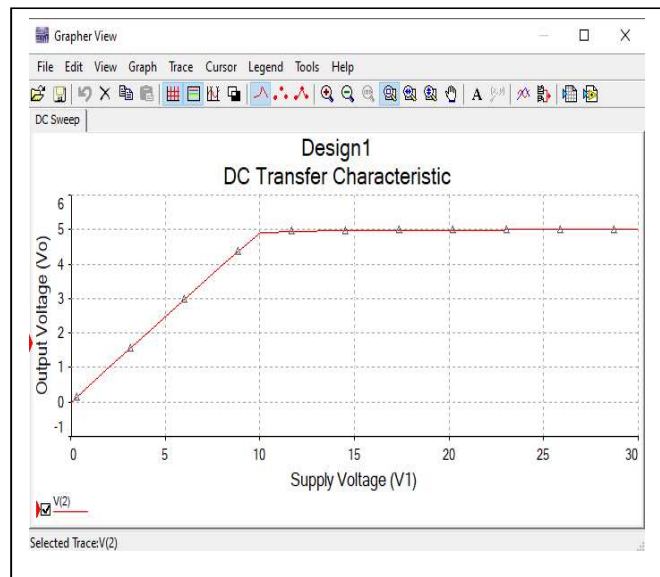 Grapher View
File Edit View Graph Trace Cursor Legend Tools Help
A
DC Sweep
Design1
DC Transfer Characteristic
Output Voltage (Vo)
6
5
4
3
2
1
0
-1
0 5 10 15 20 25 30
Supply Voltage (V1)
V(2)
Selected Trace:V(2)